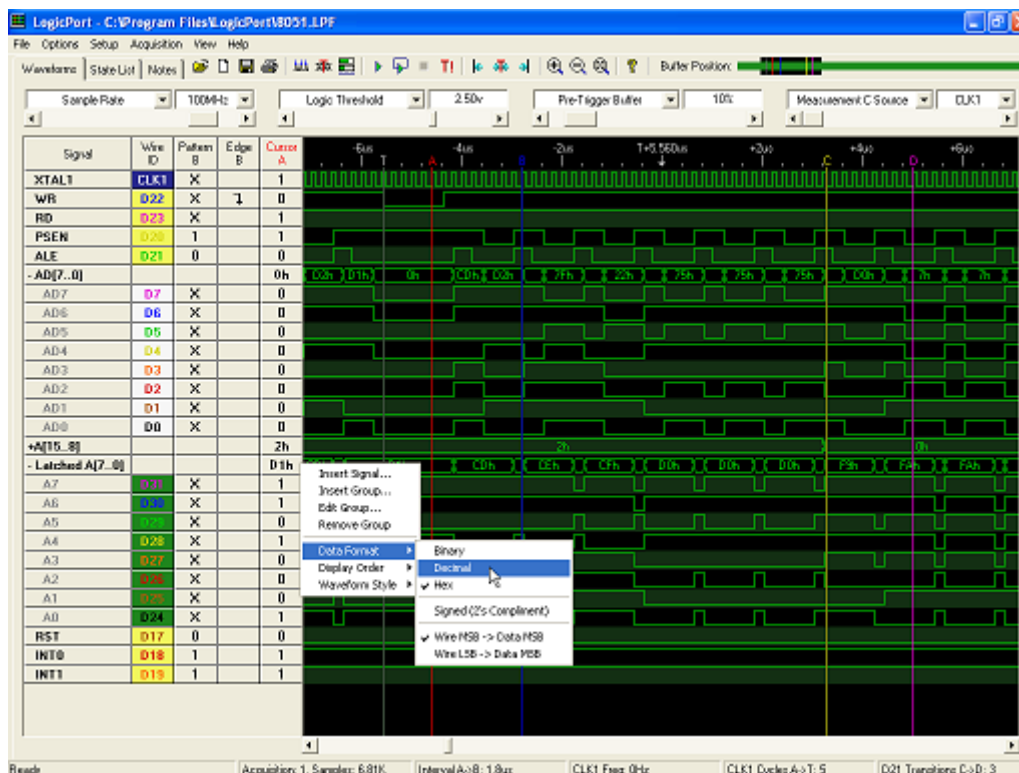 LogicPort - C:\Program Files\LogicPort\8051.LPF
File Options Setup Acquisition View Help
Waveforms State List Notes Buffer Position:
Sample Rate 100MHz Logic Threshold 2.50v Pre-Trigger Buffer 10% Measurement C Source CLK1
Signal Wire ID Pattern B Edge B Cursor A
-6us -4us -2us T+5.560us +2us +4us +6us
T A B C D
XTAL1 CLK1 X 1
WR D22 X 0
RD D23 X 1
PSEN D20 1 1
ALE D21 0 0
- AD[7..0] 0h D2h D1h 0h CDh D2h 7Fh 22h 75h 75h 75h D0h 7h 7h
AD7 D7 X 0
AD6 D6 X 0
AD5 D5 X 0
AD4 D4 X 0
AD3 D3 X 0
AD2 D2 X 0
AD1 D1 X 0
AD0 D0 X 0
+A[15..8] 2h 2h 0h
- Latched A[7..0] D1h CDh CEh CFh D0h D0h D0h F9h FAh FAh
A7 D31 X 1
A6 D30 X 1
A5 D29 X 0
A4 D28 X 1
A3 D27 X 0
A2 D26 X 0
A1 D25 X 0
A0 D24 X 1
RST D17 0 0
INT0 D18 1 1
INT1 D19 1 1
Insert Signal...
Insert Group...
Edit Group...
Remove Group
Data Format
Display Order
Waveform Style
Binary
Decimal
Hex
Signed (2's Compliment)
Wire MSB -> Data MSB
Wire LSB -> Data MSB
Ready Acquisition: 1, Samples: 6.81K Interval A->B: 1.8us CLK1 Freq: 0Hz CLK1 Cycles A->T: 5 D21 Transitions C->D: 3